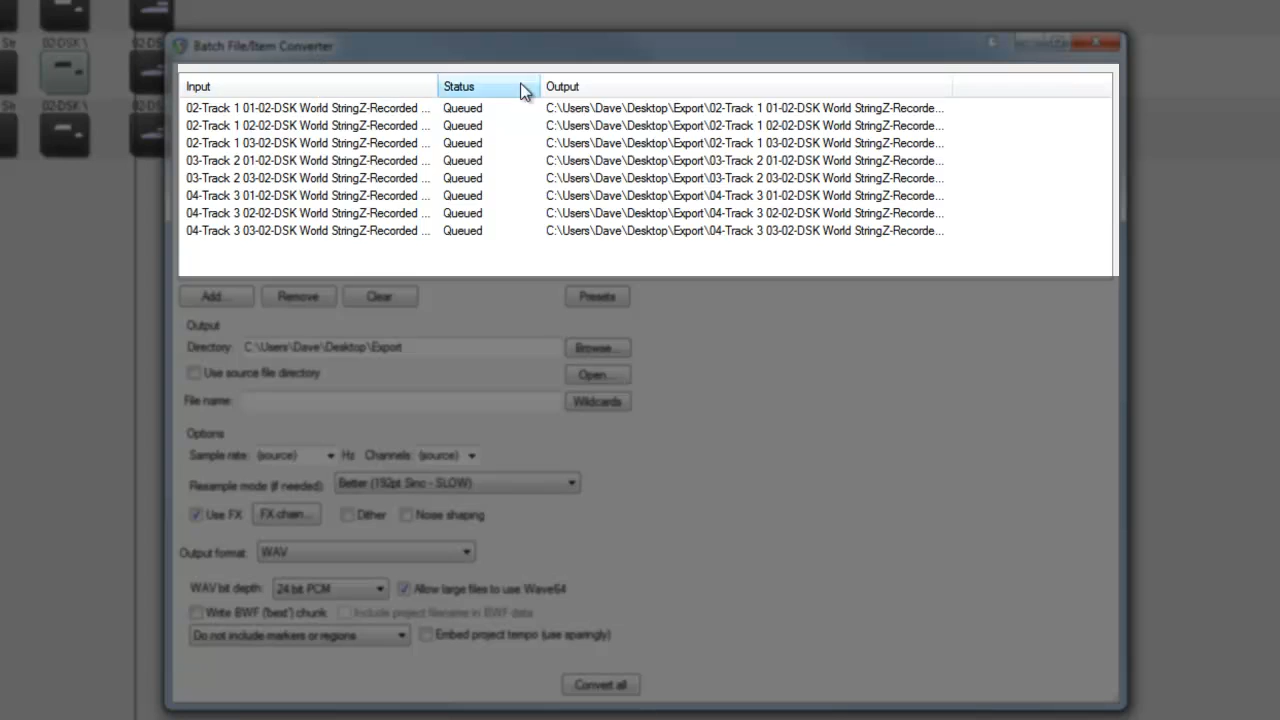 Str 02-DSK \ 02-DS
Batch File/Item Converter
Input Status Output
02-Track 1 01-02-DSK World StringZ-Recorded ... Queued C:\Users\Dave\Desktop\Export\02-Track 1 01-02-DSK World StringZ-Recorde...
02-Track 1 02-02-DSK World StringZ-Recorded ... Queued C:\Users\Dave\Desktop\Export\02-Track 1 02-02-DSK World StringZ-Recorde...
02-Track 1 03-02-DSK World StringZ-Recorded ... Queued C:\Users\Dave\Desktop\Export\02-Track 1 03-02-DSK World StringZ-Recorde...
03-Track 2 01-02-DSK World StringZ-Recorded ... Queued C:\Users\Dave\Desktop\Export\03-Track 2 01-02-DSK World StringZ-Recorde...
03-Track 2 03-02-DSK World StringZ-Recorded ... Queued C:\Users\Dave\Desktop\Export\03-Track 2 03-02-DSK World StringZ-Recorde...
04-Track 3 01-02-DSK World StringZ-Recorded ... Queued C:\Users\Dave\Desktop\Export\04-Track 3 01-02-DSK World StringZ-Recorde...
04-Track 3 02-02-DSK World StringZ-Recorded ... Queued C:\Users\Dave\Desktop\Export\04-Track 3 02-02-DSK World StringZ-Recorde...
04-Track 3 03-02-DSK World StringZ-Recorded ... Queued C:\Users\Dave\Desktop\Export\04-Track 3 03-02-DSK World StringZ-Recorde...
Str 02-DSK \ 02-DS
Add... Remove Clear Presets
Output
Directory: C:\Users\Dave\Desktop\Export Browse...
Use source file directory Open...
File name: Wildcards
Options
Sample rate: (source) Hz Channels: (source)
Resample mode (if needed): Better (192pt Sinc - SLOW)
Use FX FX chain... Dither Noise shaping
Output format: WAV
WAV bit depth: 24 bit PCM Allow large files to use Wave64
Write BWF ('bext') chunk Include project filename in BWF data
Do not include markers or regions Embed project tempo (use sparingly)
Convert all